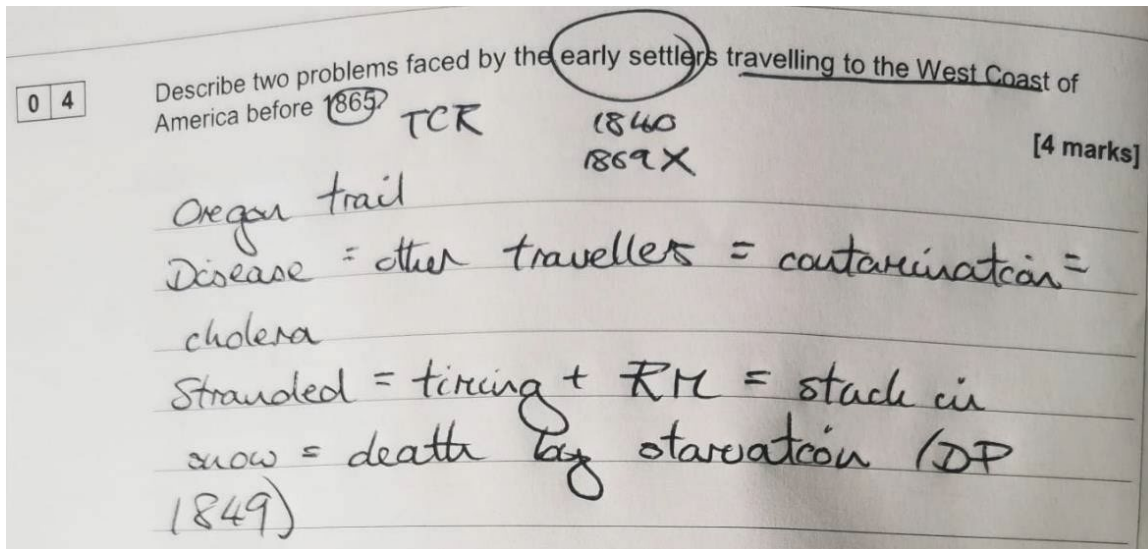 0 4
Describe two problems faced by the early settlers travelling to the West Coast of
America before 1865?
TCR
1840
1869 X
[4 marks]
Oregon trail
Disease = other travellers = contamination =
cholera
Stranded = timing + RM = stuck in
snow = death by starvation (DP
1849)